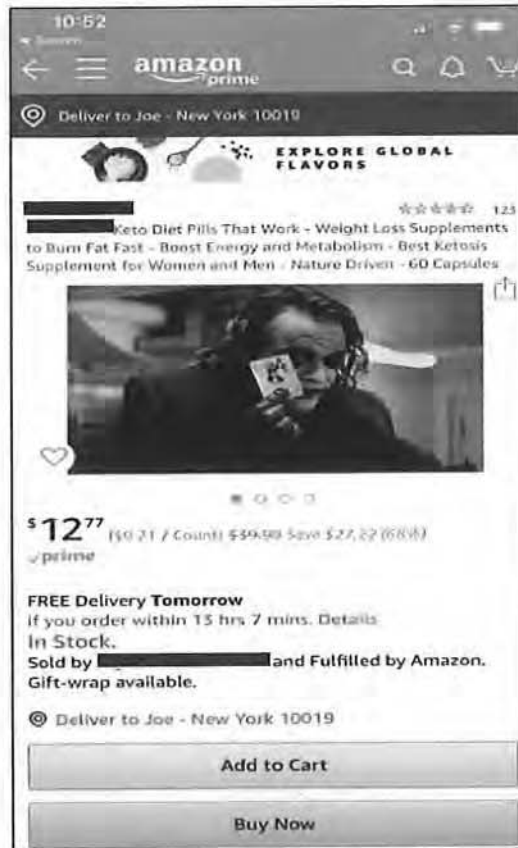 10:52
amazon
prime
Deliver to Joe - New York 10019
EXPLORE GLOBAL
FLAVORS
123
Keto Diet Pills That Work - Weight Loss Supplements
to Burn Fat Fast - Boost Energy and Metabolism - Best Ketosis
Supplement for Women and Men - Nature Driven - 60 Capsules
$12.77 ($0.21 / Count) $39.99 Save $27.22 (68%)
prime
FREE Delivery Tomorrow
if you order within 13 hrs 7 mins. Details
In Stock.
Sold by and Fulfilled by Amazon.
Gift-wrap available.
Deliver to Joe - New York 10019
Add to Cart
Buy Now